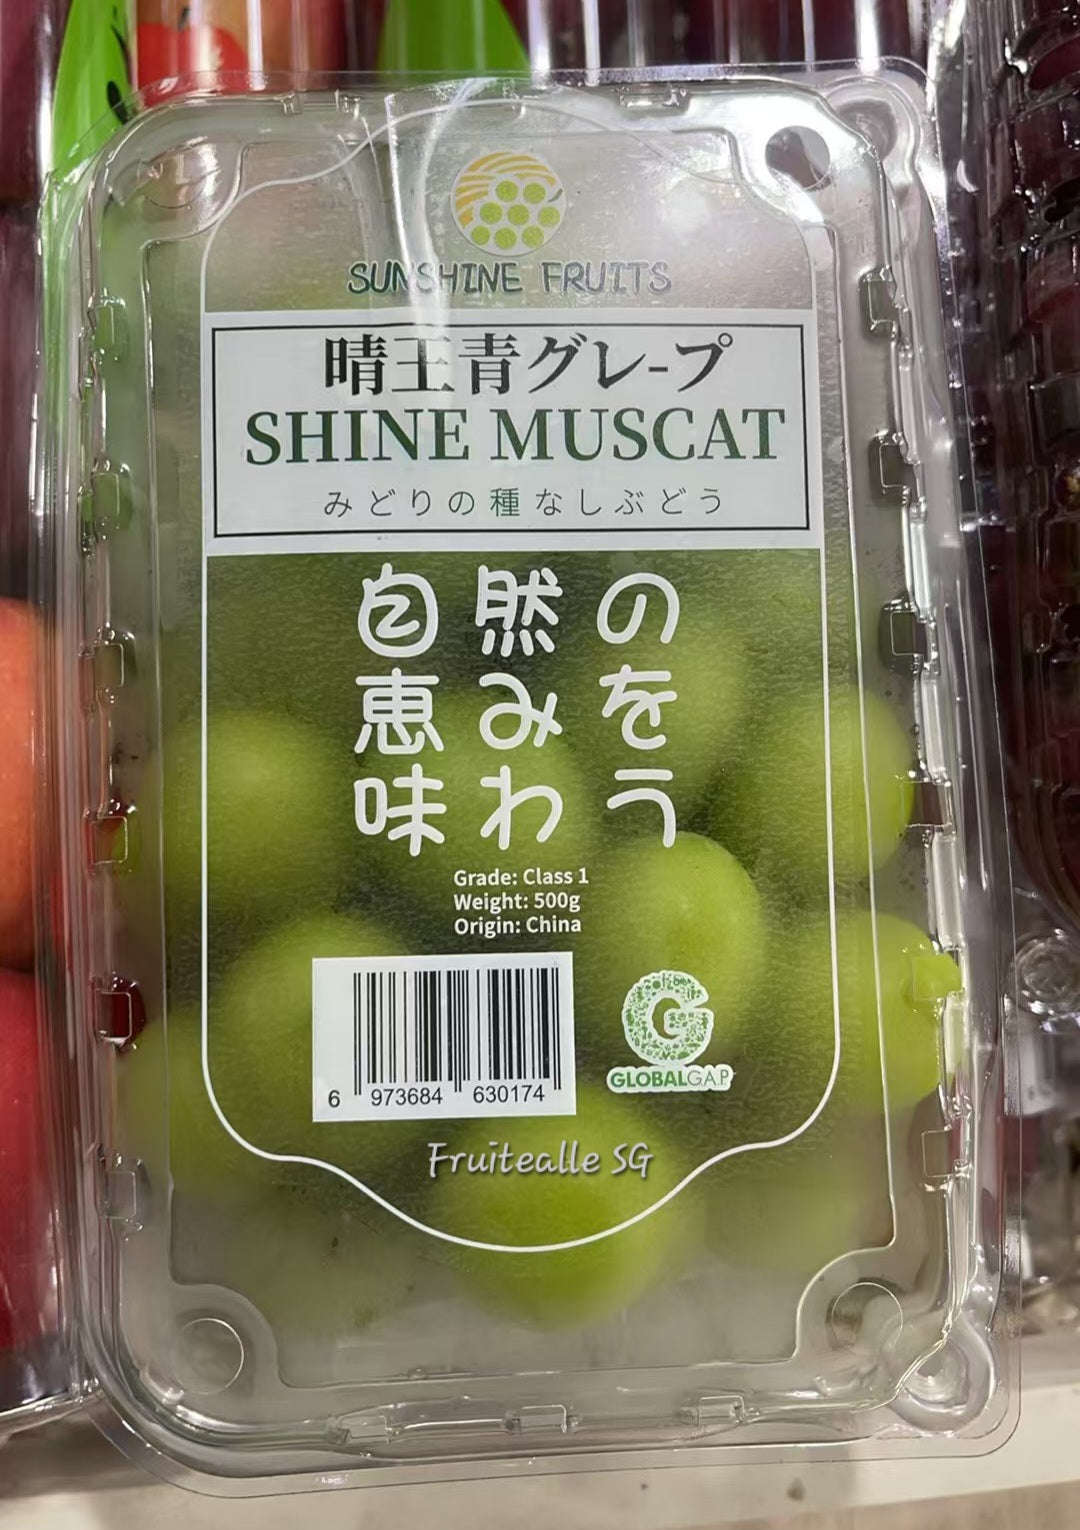 SUNSHINE FRUITS
晴王青グレ-プ
SHINE MUSCAT
みどりの種なしぶどう
自然の
恵みを
味わう
Grade: Class 1
Weight: 500g
Origin: China
6 973684 630174
GLOBALGAP
Fruitealle SG